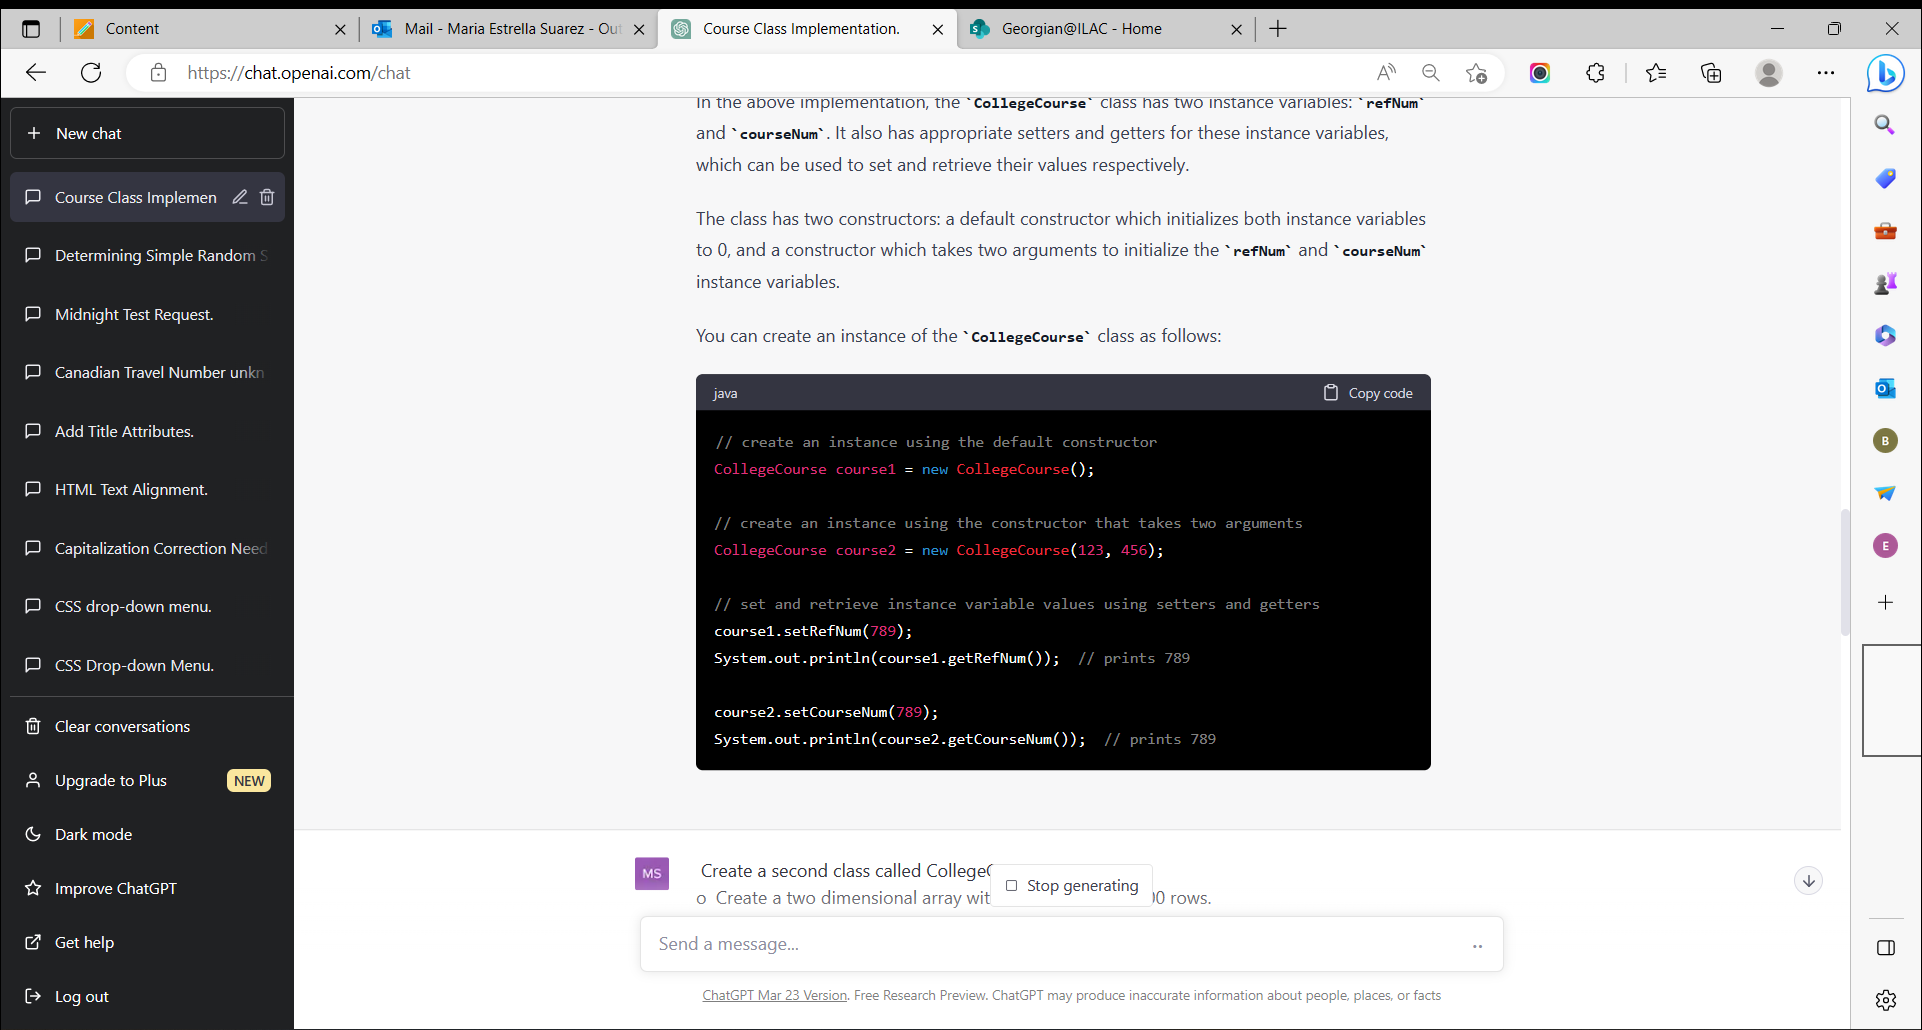 Content
Mail - Maria Estrella Suarez - Out
Course Class Implementation.
Georgian@ILAC - Home
https://chat.openai.com/chat
New chat
Course Class Implemen
Determining Simple Random S
Midnight Test Request.
Canadian Travel Number unkn
Add Title Attributes.
HTML Text Alignment.
Capitalization Correction Need
CSS drop-down menu.
CSS Drop-down Menu.
Clear conversations
Upgrade to Plus NEW
Dark mode
Improve ChatGPT
Get help
Log out
In the above implementation, the `CollegeCourse` class has two instance variables: `refNum`
and `courseNum`. It also has appropriate setters and getters for these instance variables,
which can be used to set and retrieve their values respectively.
The class has two constructors: a default constructor which initializes both instance variables
to 0, and a constructor which takes two arguments to initialize the `refNum` and `courseNum`
instance variables.
You can create an instance of the `CollegeCourse` class as follows:
java Copy code
// create an instance using the default constructor
CollegeCourse course1 = new CollegeCourse();
// create an instance using the constructor that takes two arguments
CollegeCourse course2 = new CollegeCourse(123, 456);
// set and retrieve instance variable values using setters and getters
course1.setRefNum(789);
System.out.println(course1.getRefNum());  // prints 789
course2.setCourseNum(789);
System.out.println(course2.getCourseNum());  // prints 789
MS
Create a second class called College
Stop generating
o Create a two dimensional array wit 00 rows.
Send a message...
ChatGPT Mar 23 Version. Free Research Preview. ChatGPT may produce inaccurate information about people, places, or facts
B
E